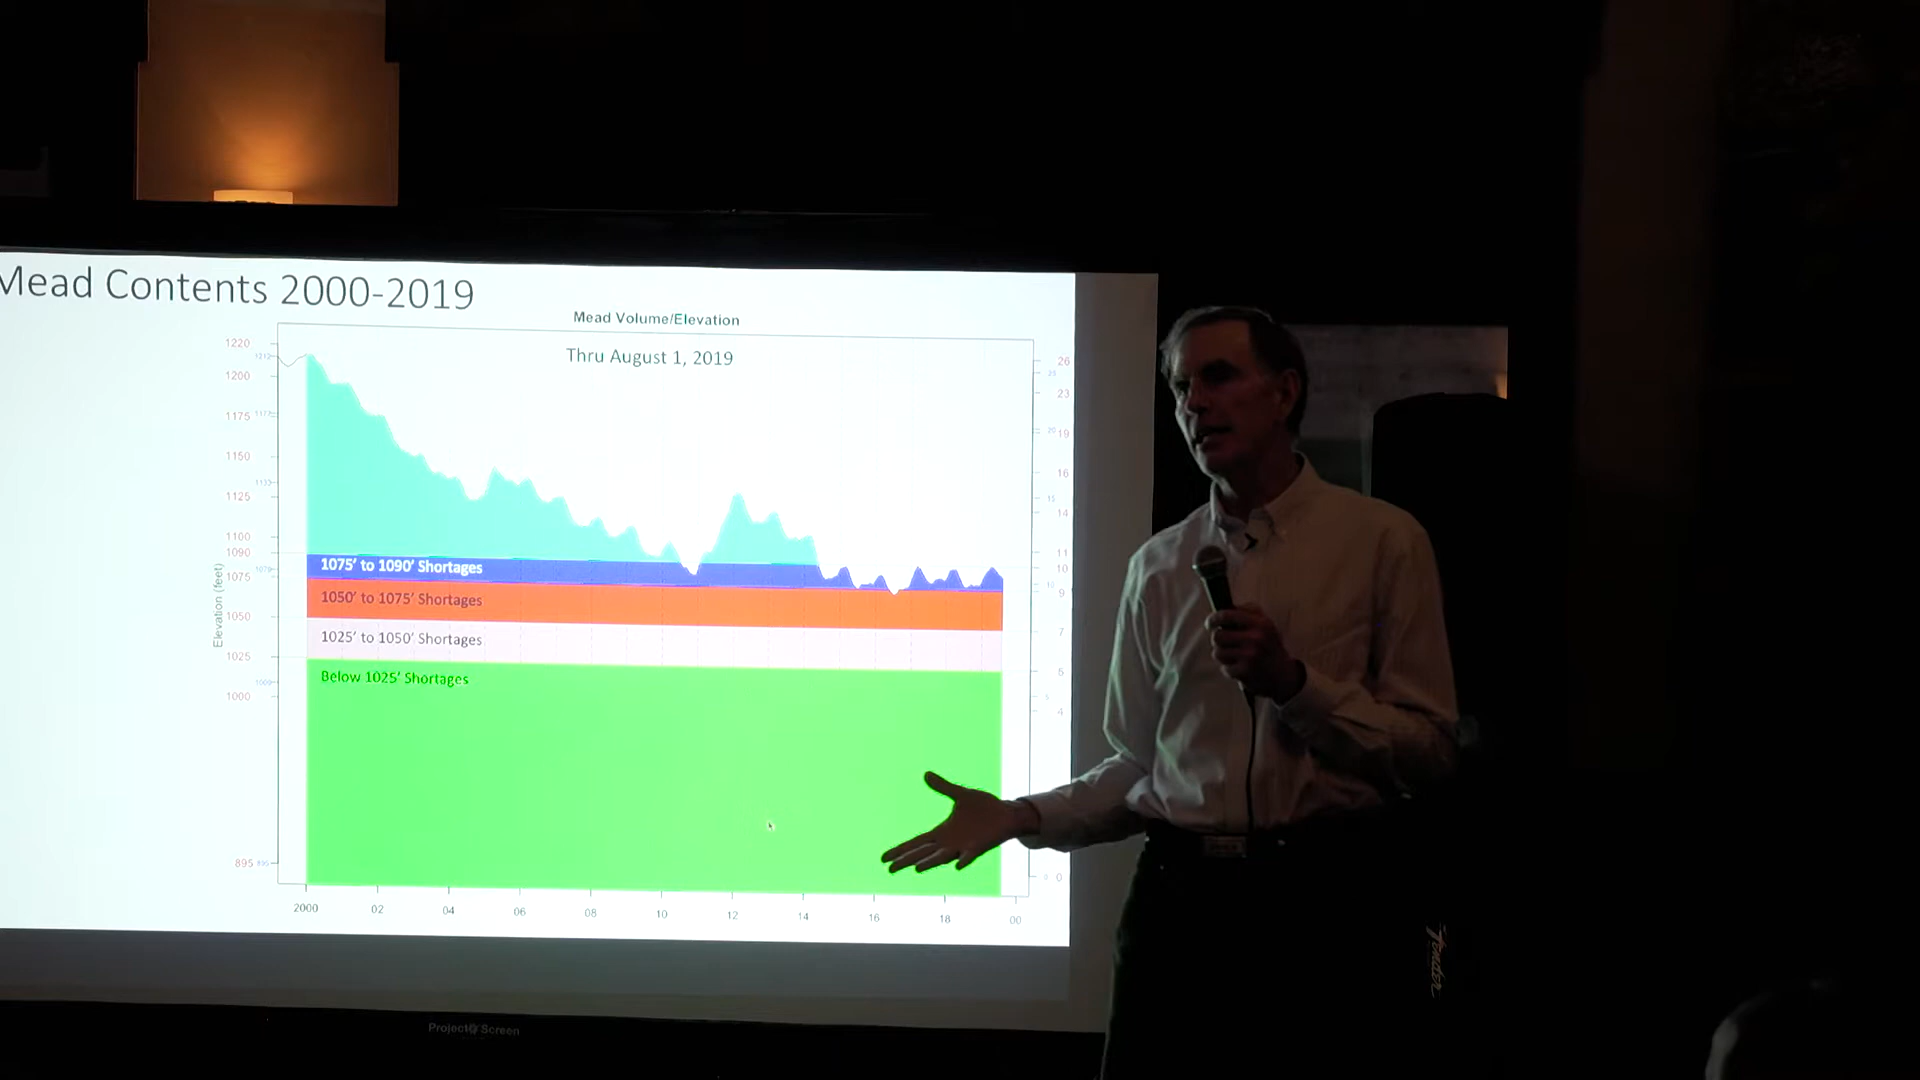 Mead Contents 2000-2019
Mead Volume/Elevation
Thru August 1, 2019
1220
1200
1175
1150
1125
1100
1090
1075
1050
1025
1000
895
Elevation (feet)
26
23
19
16
14
11
10
9
7
5
4
0
1075' to 1090' Shortages
1050' to 1075' Shortages
1025' to 1050' Shortages
Below 1025' Shortages
2000 02 04 06 08 10 12 14 16 18 00
Project Screen
Fender